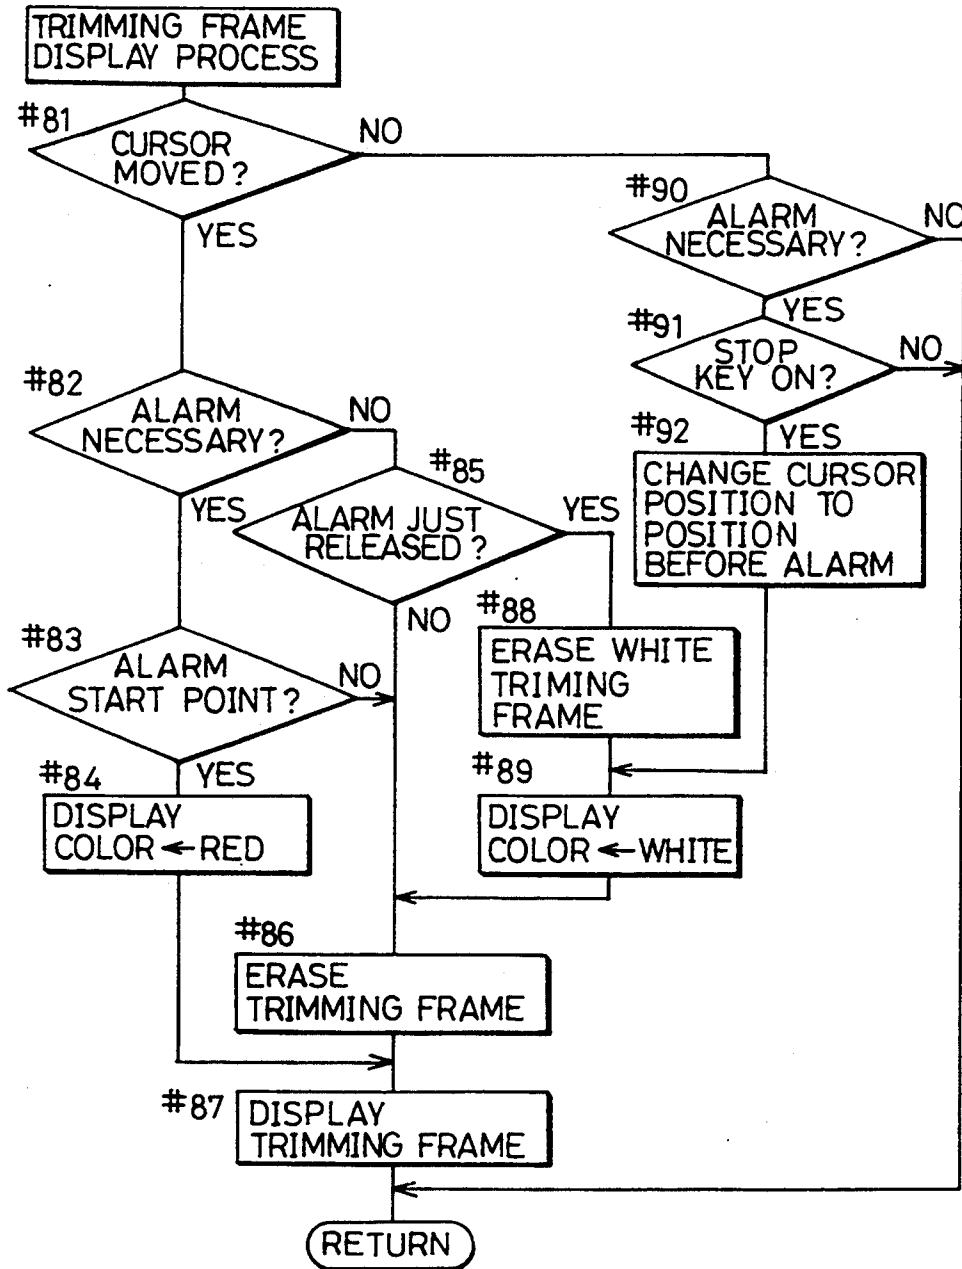 TRIMMING FRAME
DISPLAY PROCESS
#81
CURSOR
MOVED?
NO
YES
#90
ALARM
NECESSARY?
NO
YES
#91
STOP
KEY ON?
NO
YES
#92
CHANGE CURSOR
POSITION TO
POSITION
BEFORE ALARM
#82
ALARM
NECESSARY?
NO
YES
#85
ALARM JUST
RELEASED?
YES
NO
#88
ERASE WHITE
TRIMING
FRAME
#83
ALARM
START POINT?
NO
YES
#84
DISPLAY
COLOR ← RED
#89
DISPLAY
COLOR ← WHITE
#86
ERASE
TRIMMING FRAME
#87
DISPLAY
TRIMMING FRAME
RETURN